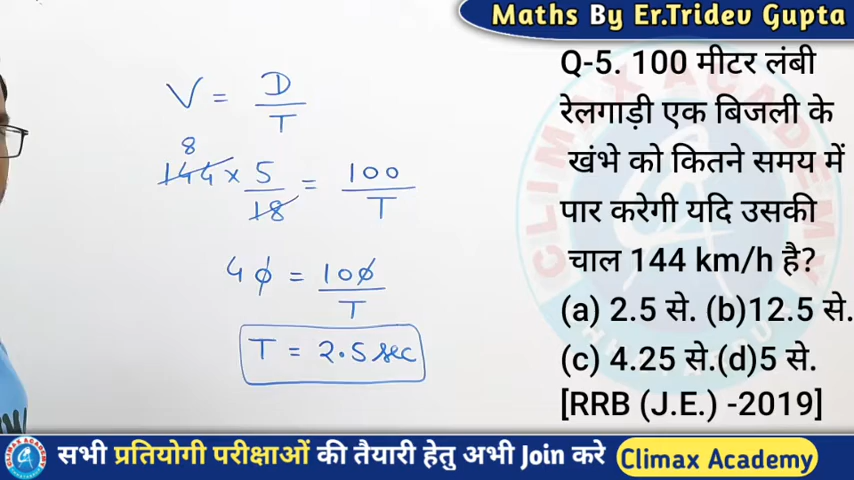 Maths By Er.Tridev Gupta
V = D/T
8
144 × 5/18 = 100/T
40 = 100/T
T = 2.5 sec
Q-5. 100 मीटर लंबी
रेलगाड़ी एक बिजली के
खंभे को कितने समय में
पार करेगी यदि उसकी
चाल 144 km/h है?
(a) 2.5 से. (b)12.5 से.
(c) 4.25 से.(d)5 से.
[RRB (J.E.) -2019]
सभी प्रतियोगी परीक्षाओं की तैयारी हेतु अभी Join करे Climax Academy